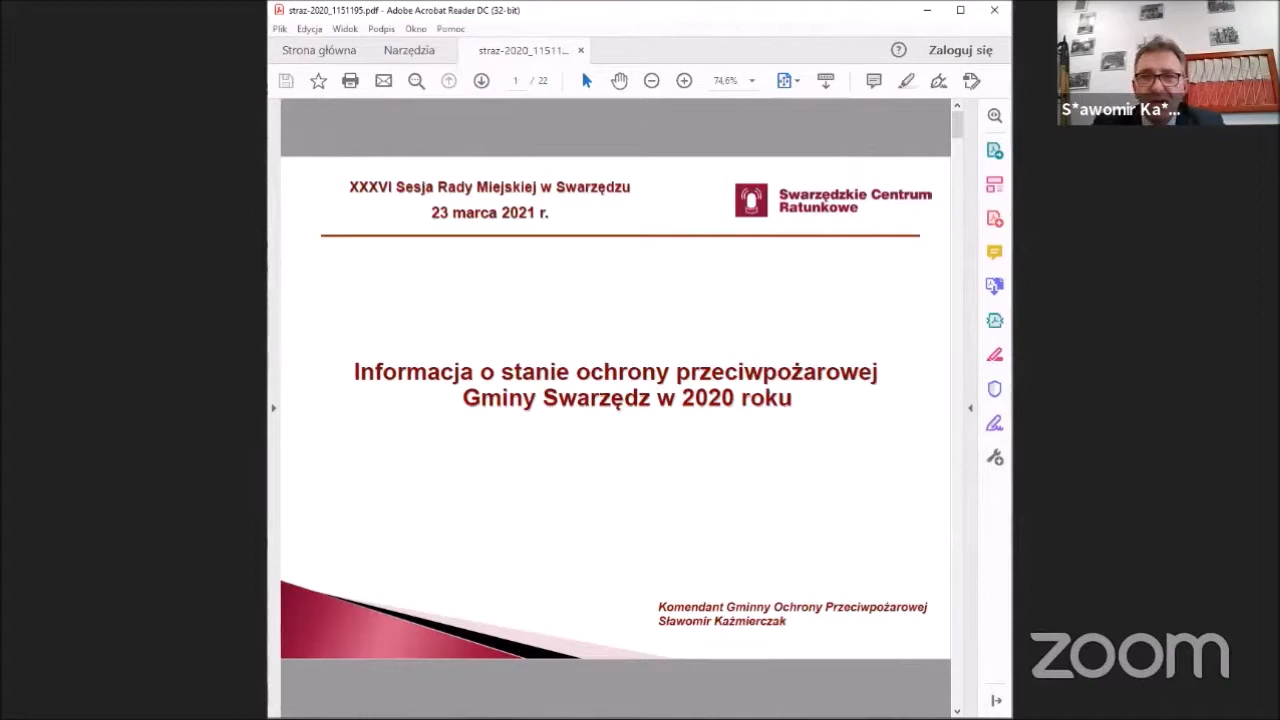 straz-2020_1151195.pdf - Adobe Acrobat Reader DC (32-bit)
Plik Edycja Widok Podpis Okno Pomoc
Strona główna Narzędzia straz-2020_11511... × Zaloguj się
1 / 22 74,6%
S*awomir Ka*...
XXXVI Sesja Rady Miejskiej w Swarzędzu
23 marca 2021 r.
Swarzędzkie Centrum
Ratunkowe
Informacja o stanie ochrony przeciwpożarowej
Gminy Swarzędz w 2020 roku
Komendant Gminny Ochrony Przeciwpożarowej
Sławomir Kaźmierczak
zoom